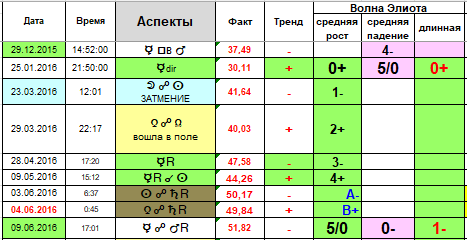 Волна Элиота
Дата Время Аспекты Факт Тренд средняя рост средняя падение длинная
29.12.2015 14:52:00 ☿ □B ♂ 37,49 - 4-
25.01.2016 21:50:00 ☿dir 30,11 + 0+ 5/0 0+
23.03.2016 12:01 ☽ ☍ ☉ ЗАТМЕНИЕ 41,64 - 1-
29.03.2016 22:17 ☊ ☍ ☊ вошла в поле 40,03 + 2+
28.04.2016 17:20 ☿R 47,58 - 3-
09.05.2016 15:12 ☿R ☌ ☉ 44,26 + 4+
03.06.2016 6:37 ☉ ☍ ♄R 50,17 - A-
04.06.2016 0:45 ♀ ☍ ♄R 49,84 + B+
09.06.2016 17:01 ☿ ☍ ♂R 51,82 - 5/0 0- 1-